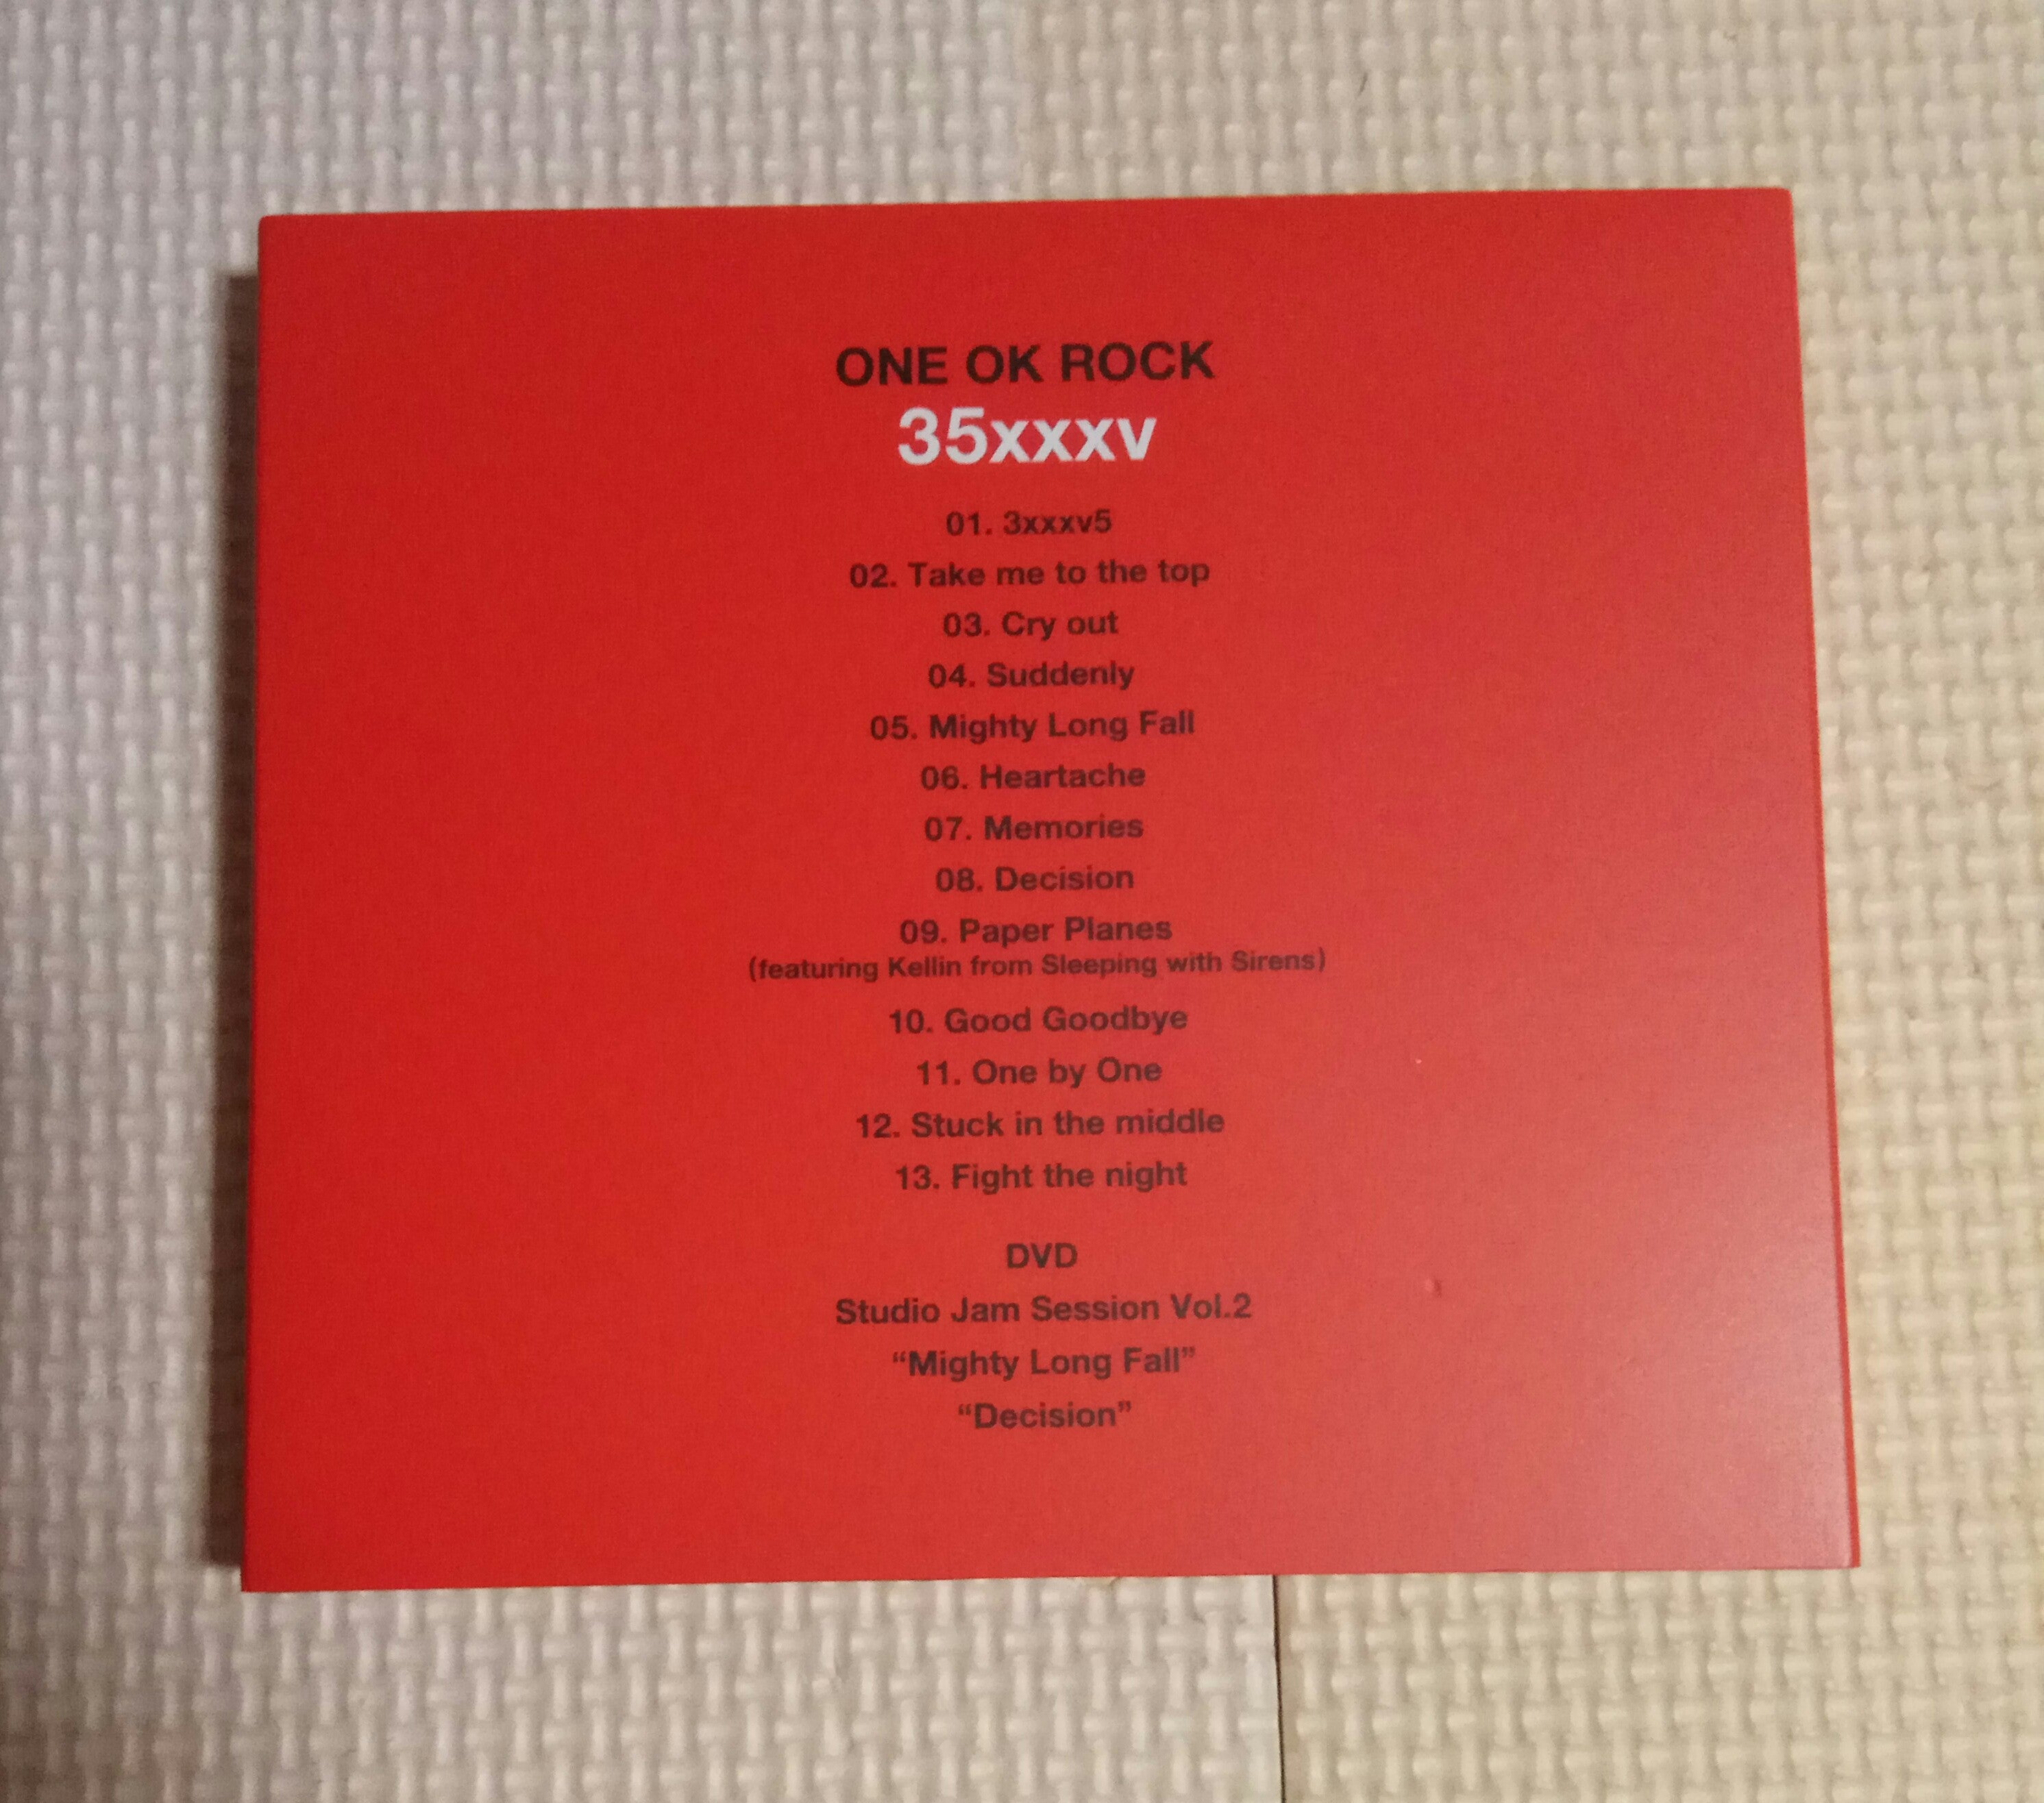 ONE OK ROCK
35xxxv
01. 3xxxv5
02. Take me to the top
03. Cry out
04. Suddenly
05. Mighty Long Fall
06. Heartache
07. Memories
08. Decision
09. Paper Planes
(featuring Kellin from Sleeping with Sirens)
10. Good Goodbye
11. One by One
12. Stuck in the middle
13. Fight the night
DVD
Studio Jam Session Vol.2
“Mighty Long Fall”
“Decision”